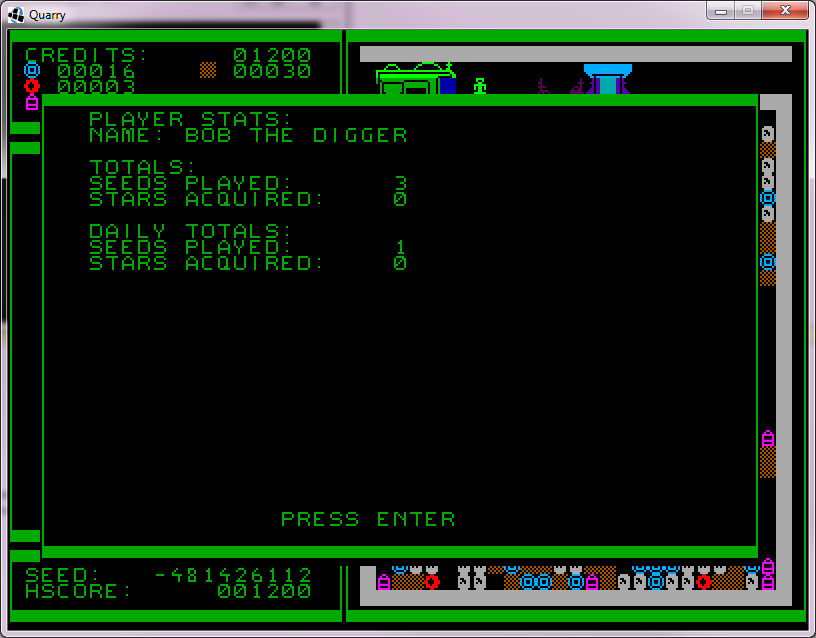 Quarry
CREDITS: 01200
00016 00030
00003
PLAYER STATS:
NAME: BOB THE DIGGER
TOTALS:
SEEDS PLAYED: 3
STARS ACQUIRED: 0
DAILY TOTALS:
SEEDS PLAYED: 1
STARS ACQUIRED: 0
PRESS ENTER
SEED: -481426112
HSCORE: 001200